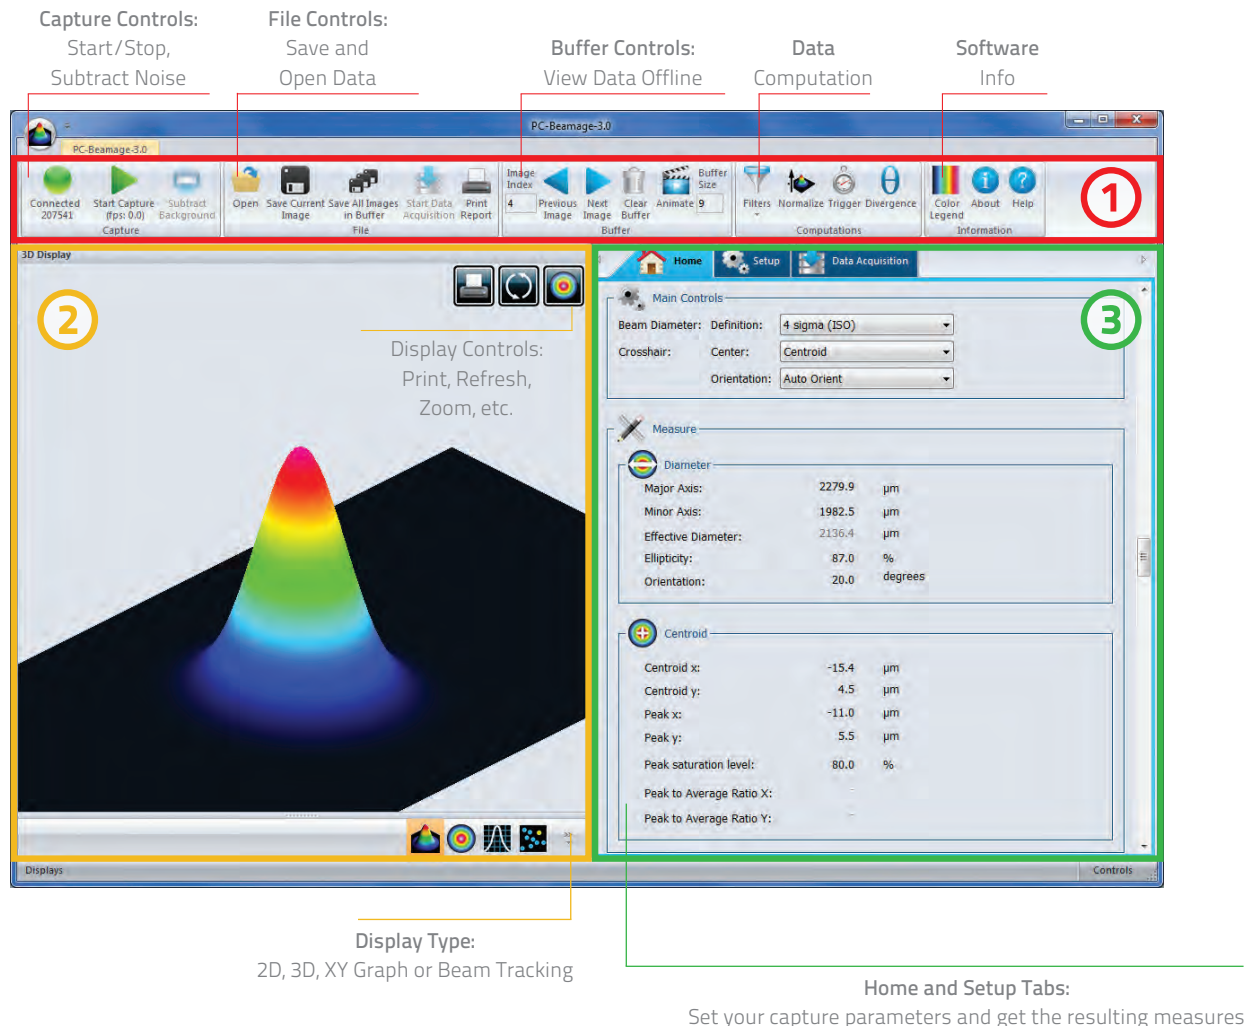 Capture Controls:
Start/Stop,
Subtract Noise
File Controls:
Save and
Open Data
Buffer Controls:
View Data Offline
Data
Computation
Software
Info
PC-Beamage-3.0
PC-Beamage-3.0
Connected
207541
Start Capture
(fps: 0.0)
Subtract
Background
Capture
Open
Save Current
Image
Save All Images
in Buffer
Start Data
Acquisition
Print
Report
File
Image
Index
4
Previous
Image
Next
Image
Clear
Buffer
Animate
Buffer
Size
9
Buffer
Filters
Normalize
Trigger
Divergence
Computations
Color
Legend
About
Help
Information
1
3D Display
2
Display Controls:
Print, Refresh,
Zoom, etc.
Home
Setup
Data Acquisition
3
Main Controls
Beam Diameter: Definition: 4 sigma (ISO)
Crosshair: Center: Centroid
Orientation: Auto Orient
Measure
Diameter
Major Axis: 2279.9 µm
Minor Axis: 1982.5 µm
Effective Diameter: 2136.4 µm
Ellipticity: 87.0 %
Orientation: 20.0 degrees
Centroid
Centroid x: -15.4 µm
Centroid y: 4.5 µm
Peak x: -11.0 µm
Peak y: 5.5 µm
Peak saturation level: 80.0 %
Peak to Average Ratio X: -
Peak to Average Ratio Y: -
Displays
Controls
Display Type:
2D, 3D, XY Graph or Beam Tracking
Home and Setup Tabs:
Set your capture parameters and get the resulting measures